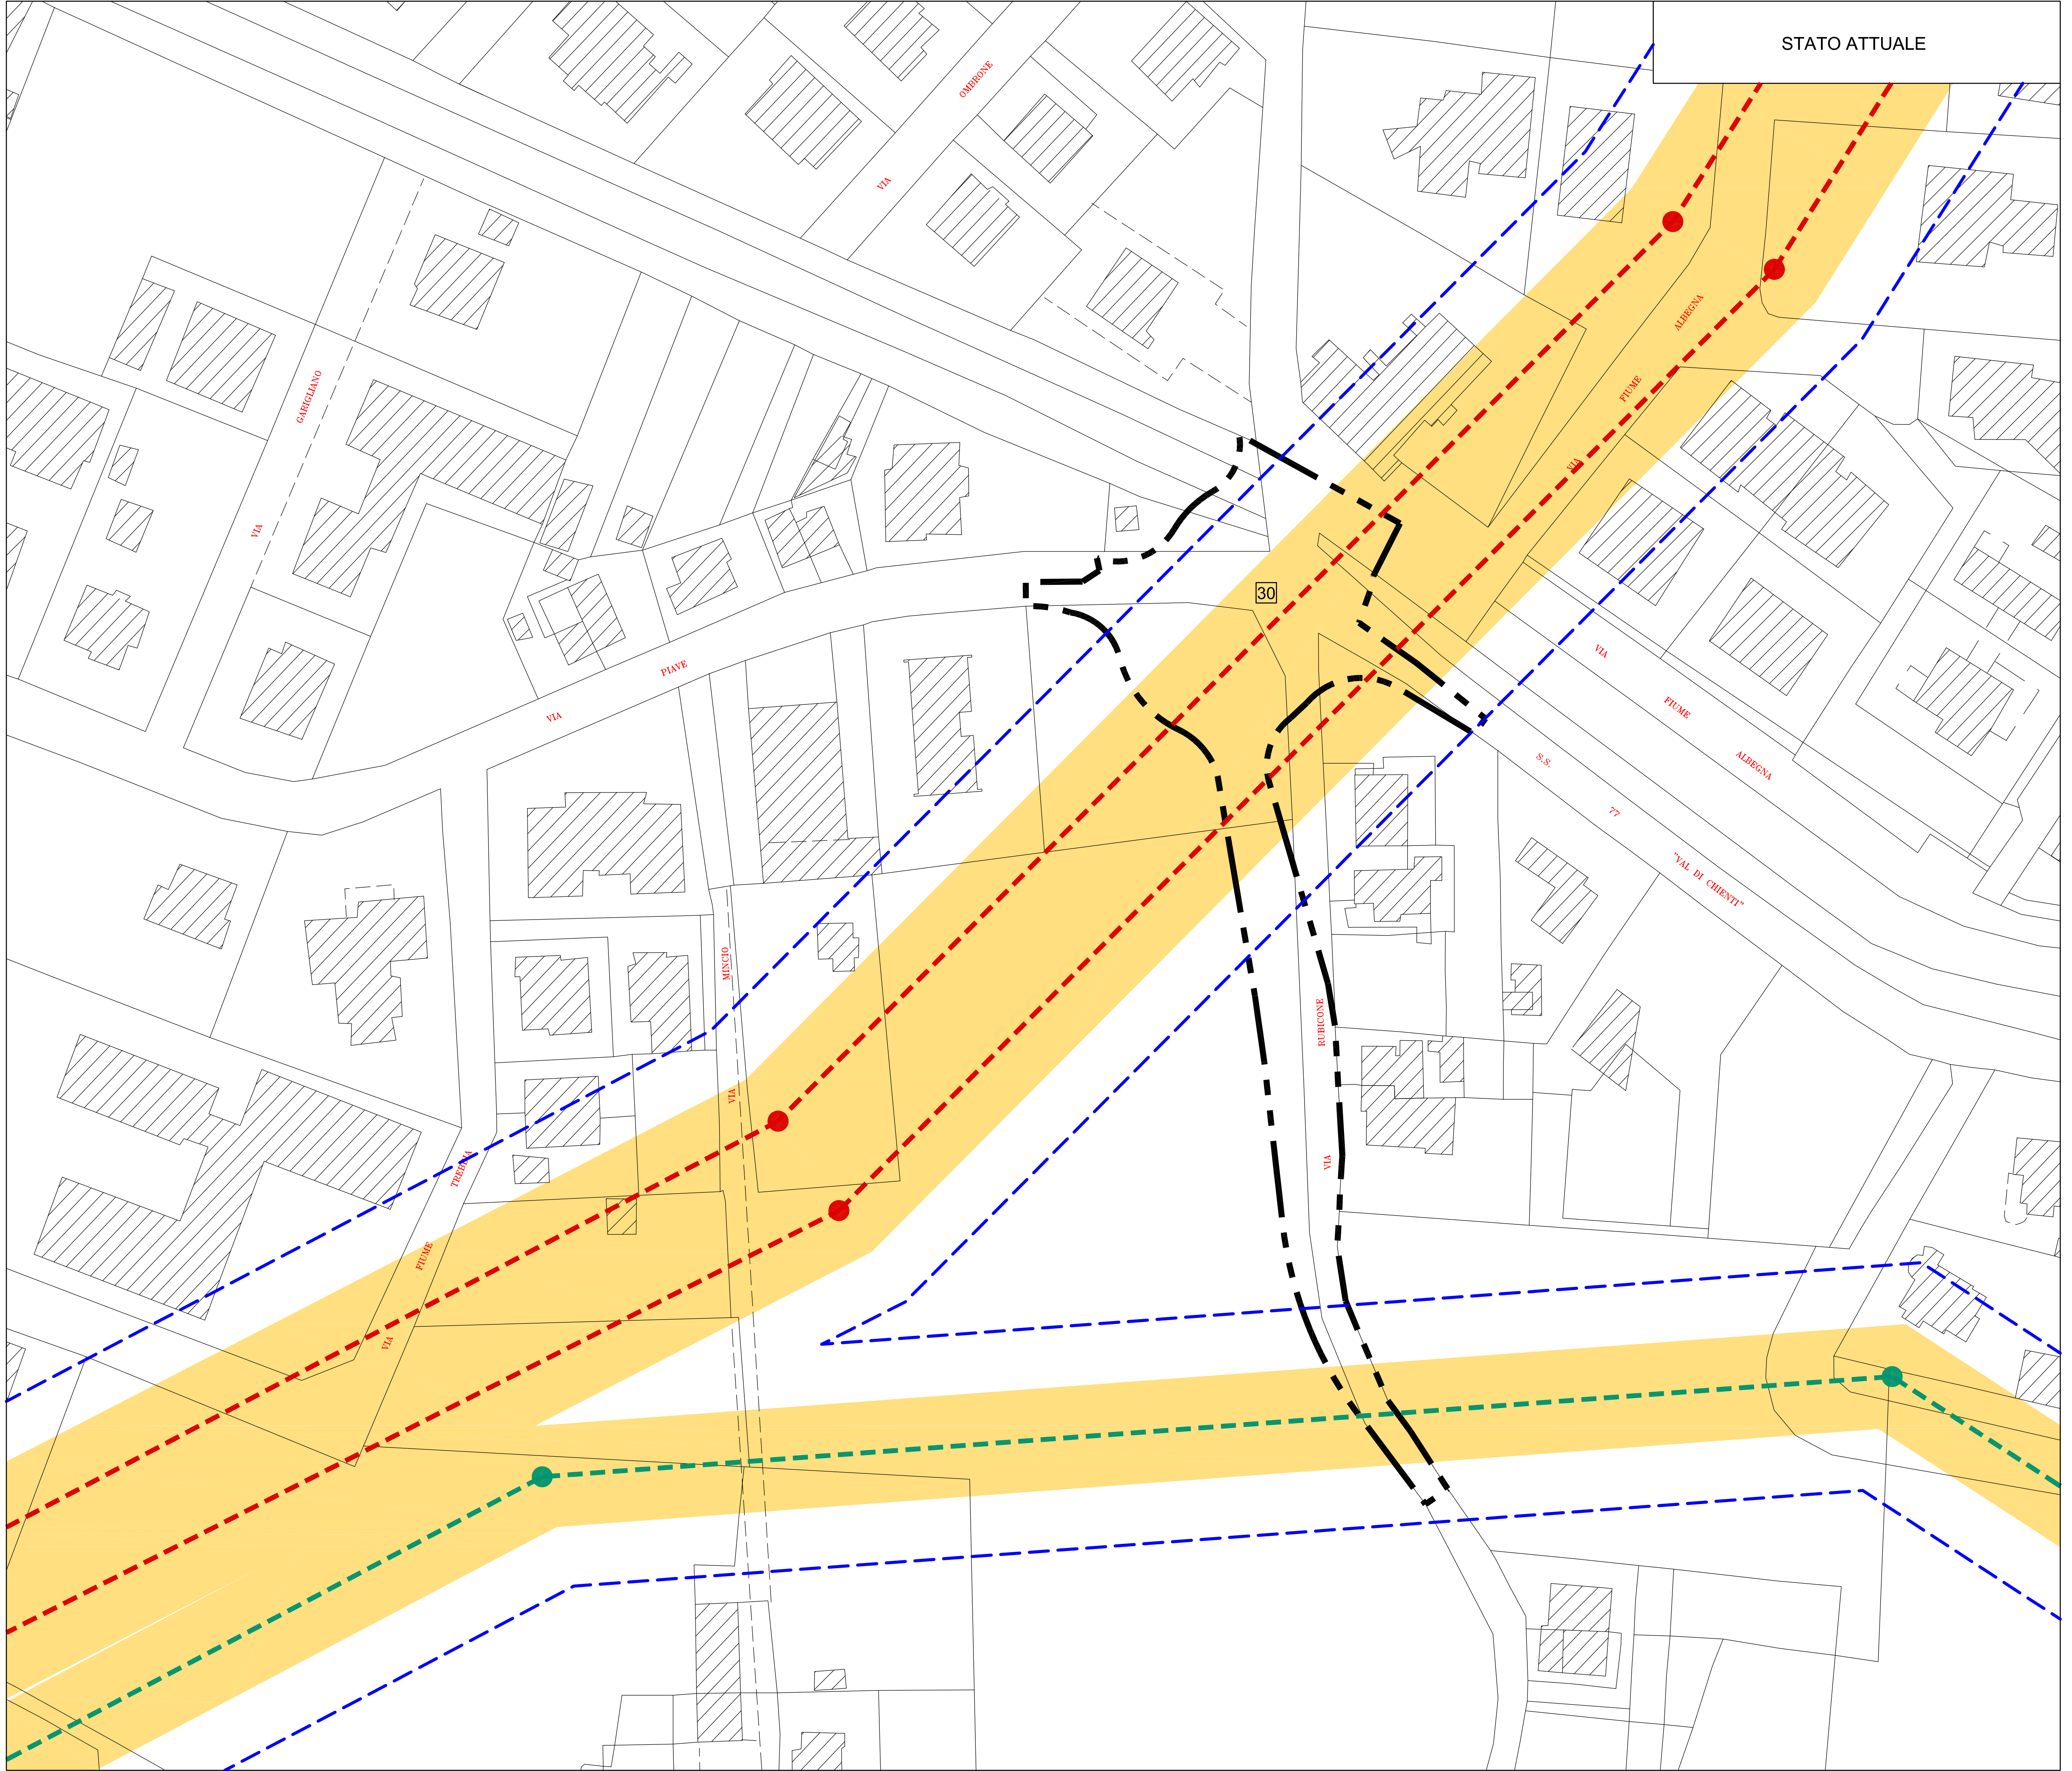 STATO ATTUALE
OMBRONE
VIA
ALBEGNA
FIUME
VIA
GARIGLIANO
VIA
30
PIAVE
VIA
VIA
FIUME
ALBEGNA
S.S.
77
"VAL DI CHIENTI"
MINCIO
VIA
RUBICONE
VIA
TREBBIA
FIUME
VIA